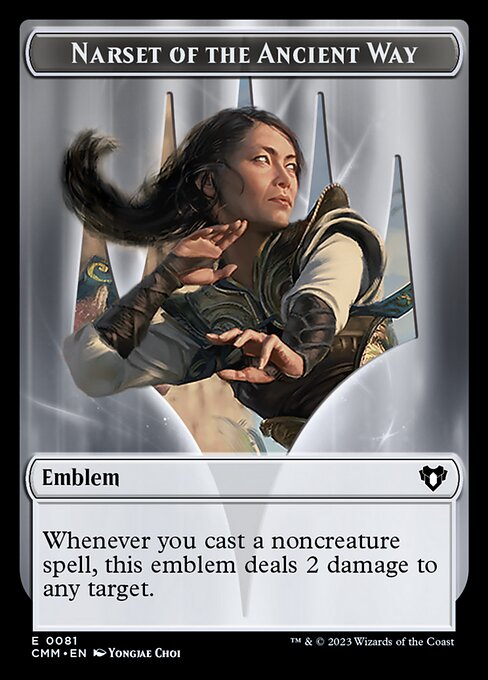 Narset of the Ancient Way
Emblem
Whenever you cast a noncreature
spell, this emblem deals 2 damage to
any target.
E 0081
™ & © 2023 Wizards of the Coast
CMM • EN Yongjae Choi